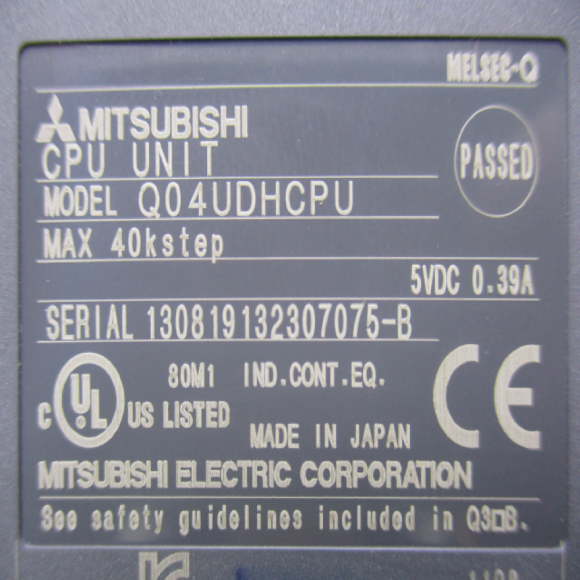 MELSEC-Q
MITSUBISHI
CPU UNIT
PASSED
MODEL Q04UDHCPU
MAX 40kstep
5VDC 0.39A
SERIAL 130819132307075-B
80M1 IND.CONT.EQ.
C UL US LISTED
CE
MADE IN JAPAN
MITSUBISHI ELECTRIC CORPORATION
See safety guidelines included in Q3□B.